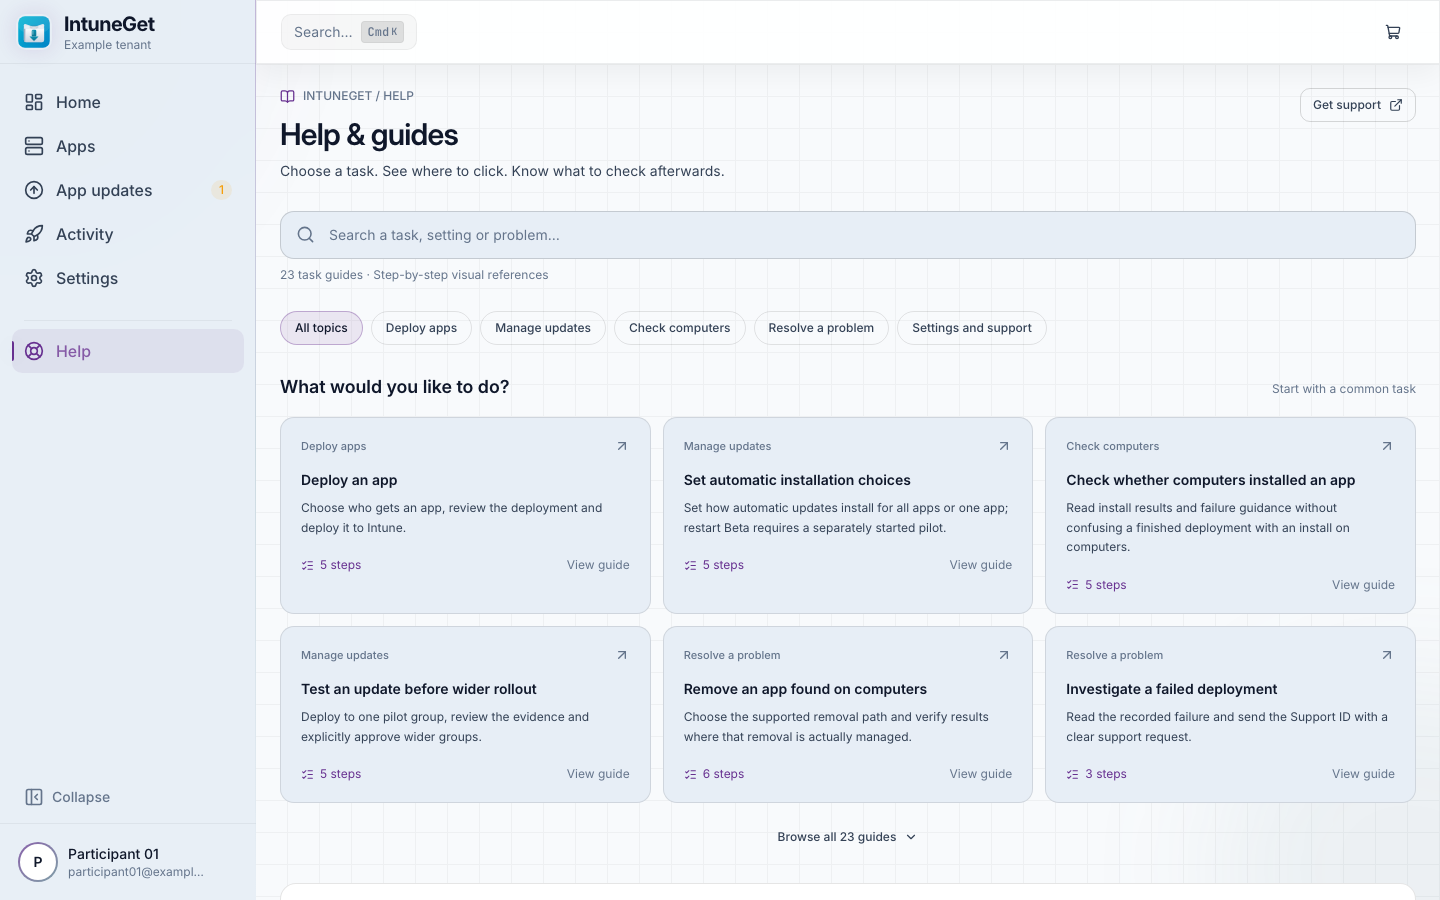 IntuneGet
Example tenant
Home
Apps
App updates
1
Activity
Settings
Help
Collapse
P
Participant 01
participant01@exampl...
Search...
Cmd K
INTUNEGET / HELP
Help & guides
Choose a task. See where to click. Know what to check afterwards.
Get support
Search a task, setting or problem...
23 task guides · Step-by-step visual references
All topics
Deploy apps
Manage updates
Check computers
Resolve a problem
Settings and support
What would you like to do?
Start with a common task
Deploy apps
Deploy an app
Choose who gets an app, review the deployment and
deploy it to Intune.
5 steps
View guide
Manage updates
Set automatic installation choices
Set how automatic updates install for all apps or one app;
restart Beta requires a separately started pilot.
5 steps
View guide
Check computers
Check whether computers installed an app
Read install results and failure guidance without
confusing a finished deployment with an install on
computers.
5 steps
View guide
Manage updates
Test an update before wider rollout
Deploy to one pilot group, review the evidence and
explicitly approve wider groups.
5 steps
View guide
Resolve a problem
Remove an app found on computers
Choose the supported removal path and verify results
where that removal is actually managed.
6 steps
View guide
Resolve a problem
Investigate a failed deployment
Read the recorded failure and send the Support ID with a
clear support request.
3 steps
View guide
Browse all 23 guides